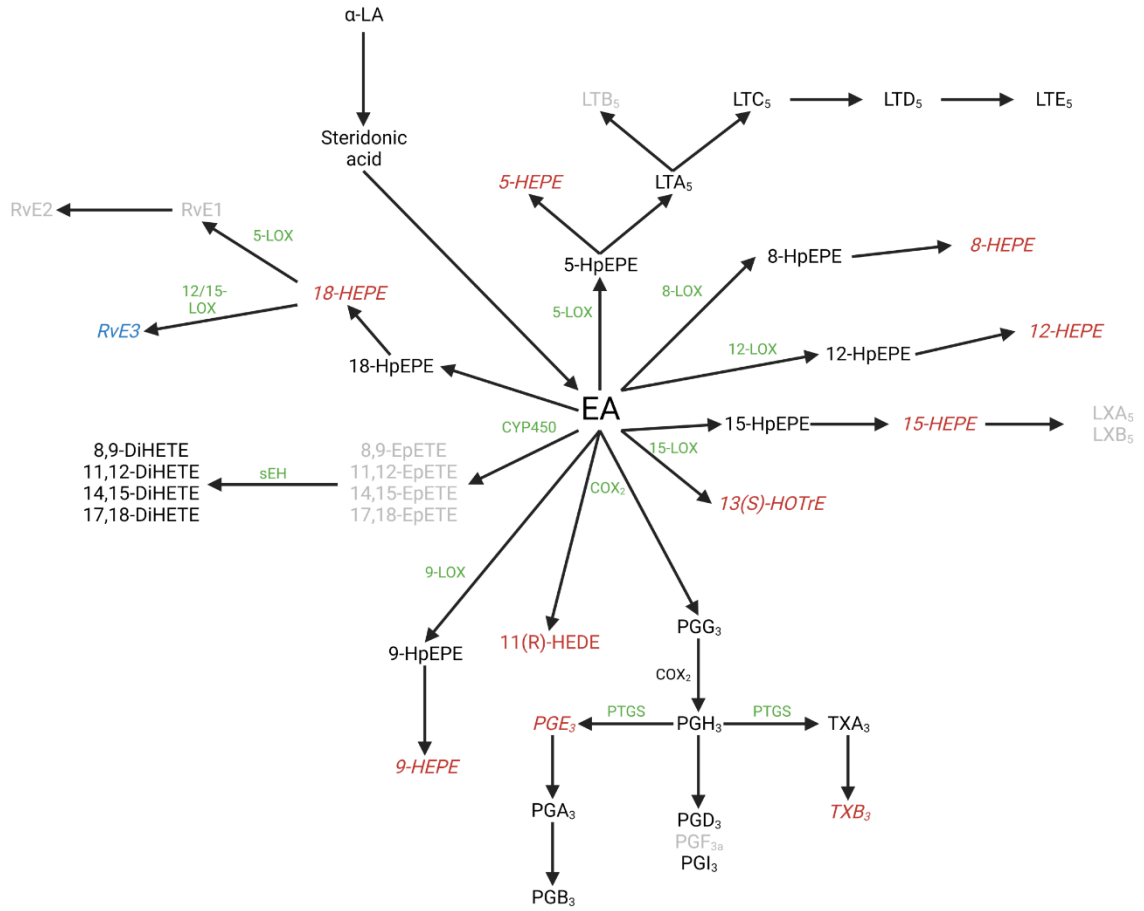 α-LA
LTB₅
LTC₅
LTD₅
LTE₅
Steridonic
acid
5-HEPE
LTA₅
RvE2
RvE1
5-LOX
5-HpEPE
8-HpEPE
8-HEPE
12/15-
LOX
18-HEPE
8-LOX
5-LOX
RvE3
12-HEPE
18-HpEPE
12-LOX
12-HpEPE
EA
CYP450
15-HpEPE
15-HEPE
LXA₅
LXB₅
15-LOX
8,9-DiHETE
11,12-DiHETE
14,15-DiHETE
17,18-DiHETE
sEH
8,9-EpETE
11,12-EpETE
14,15-EpETE
17,18-EpETE
COX₂
13(S)-HOTrE
9-LOX
PGG₃
11(R)-HEDE
9-HpEPE
COX₂
PTGS
PTGS
PGE₃
PGH₃
TXA₃
9-HEPE
PGA₃
PGD₃
PGF₃ₐ
PGI₃
TXB₃
PGB₃